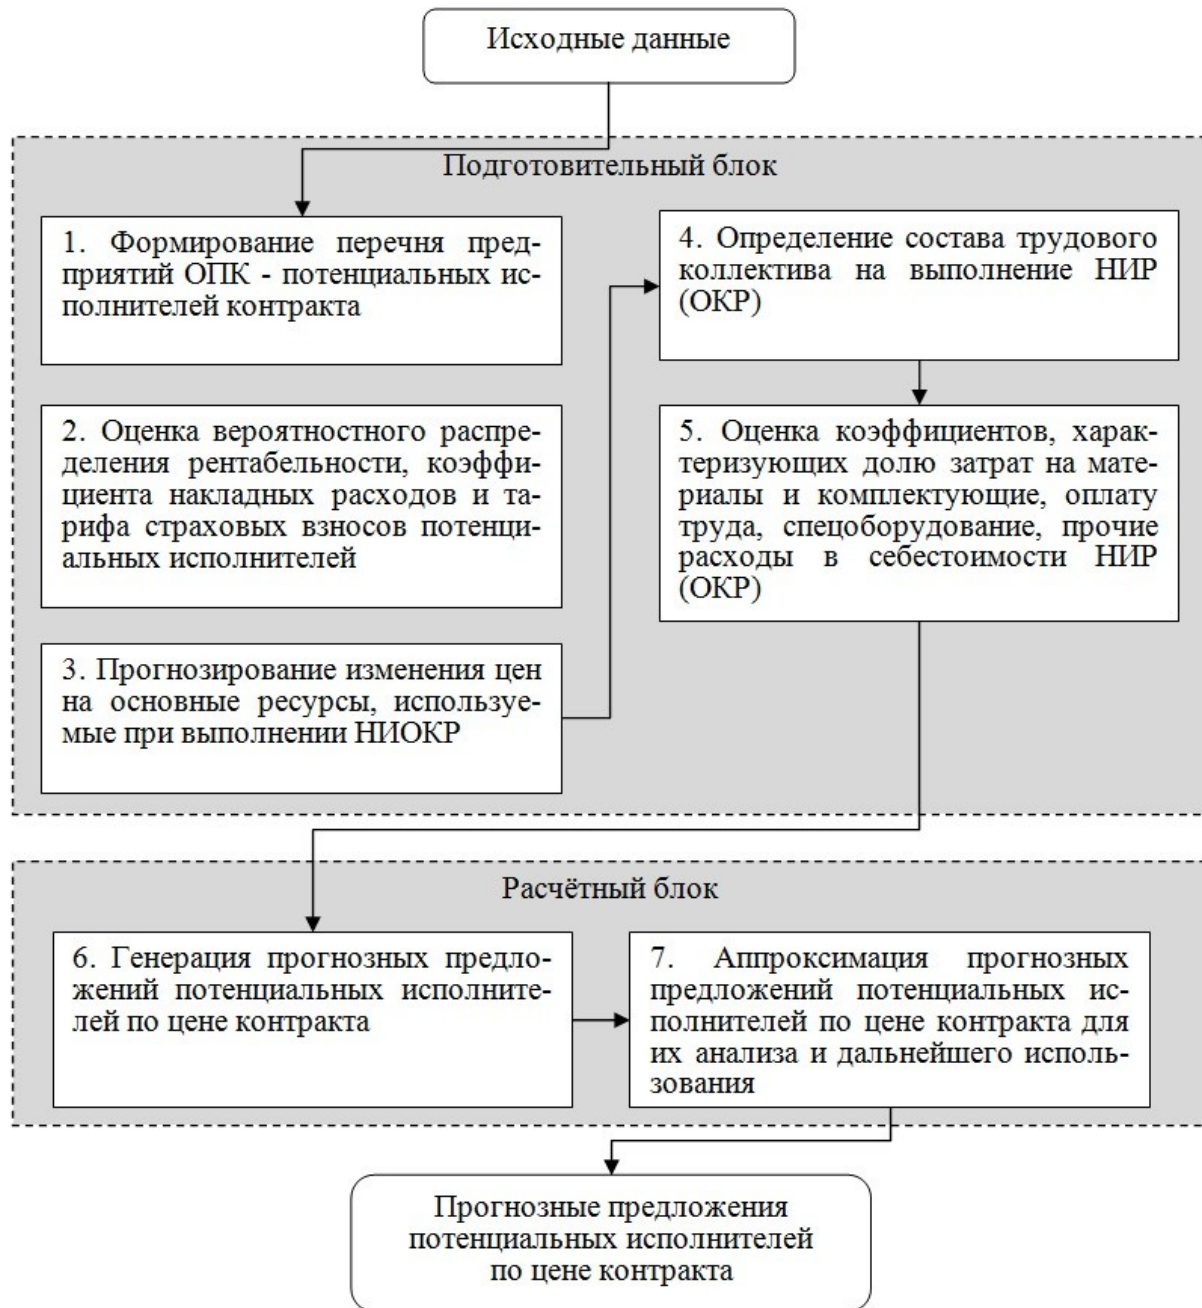 Исходные данные
Подготовительный блок
1. Формирование перечня пред-
приятий ОПК - потенциальных ис-
полнителей контракта
2. Оценка вероятностного распре-
деления рентабельности, коэффи-
циента накладных расходов и та-
рифа страховых взносов потенци-
альных исполнителей
3. Прогнозирование изменения цен
на основные ресурсы, используе-
мые при выполнении НИОКР
4. Определение состава трудового
коллектива на выполнение НИР
(ОКР)
5. Оценка коэффициентов, харак-
теризующих долю затрат на мате-
риалы и комплектующие, оплату
труда, спецоборудование, прочие
расходы в себестоимости НИР
(ОКР)
Расчётный блок
6. Генерация прогнозных предло-
жений потенциальных исполните-
лей по цене контракта
7. Аппроксимация прогнозных
предложений потенциальных ис-
полнителей по цене контракта для
их анализа и дальнейшего исполь-
зования
Прогнозные предложения
потенциальных исполнителей
по цене контракта